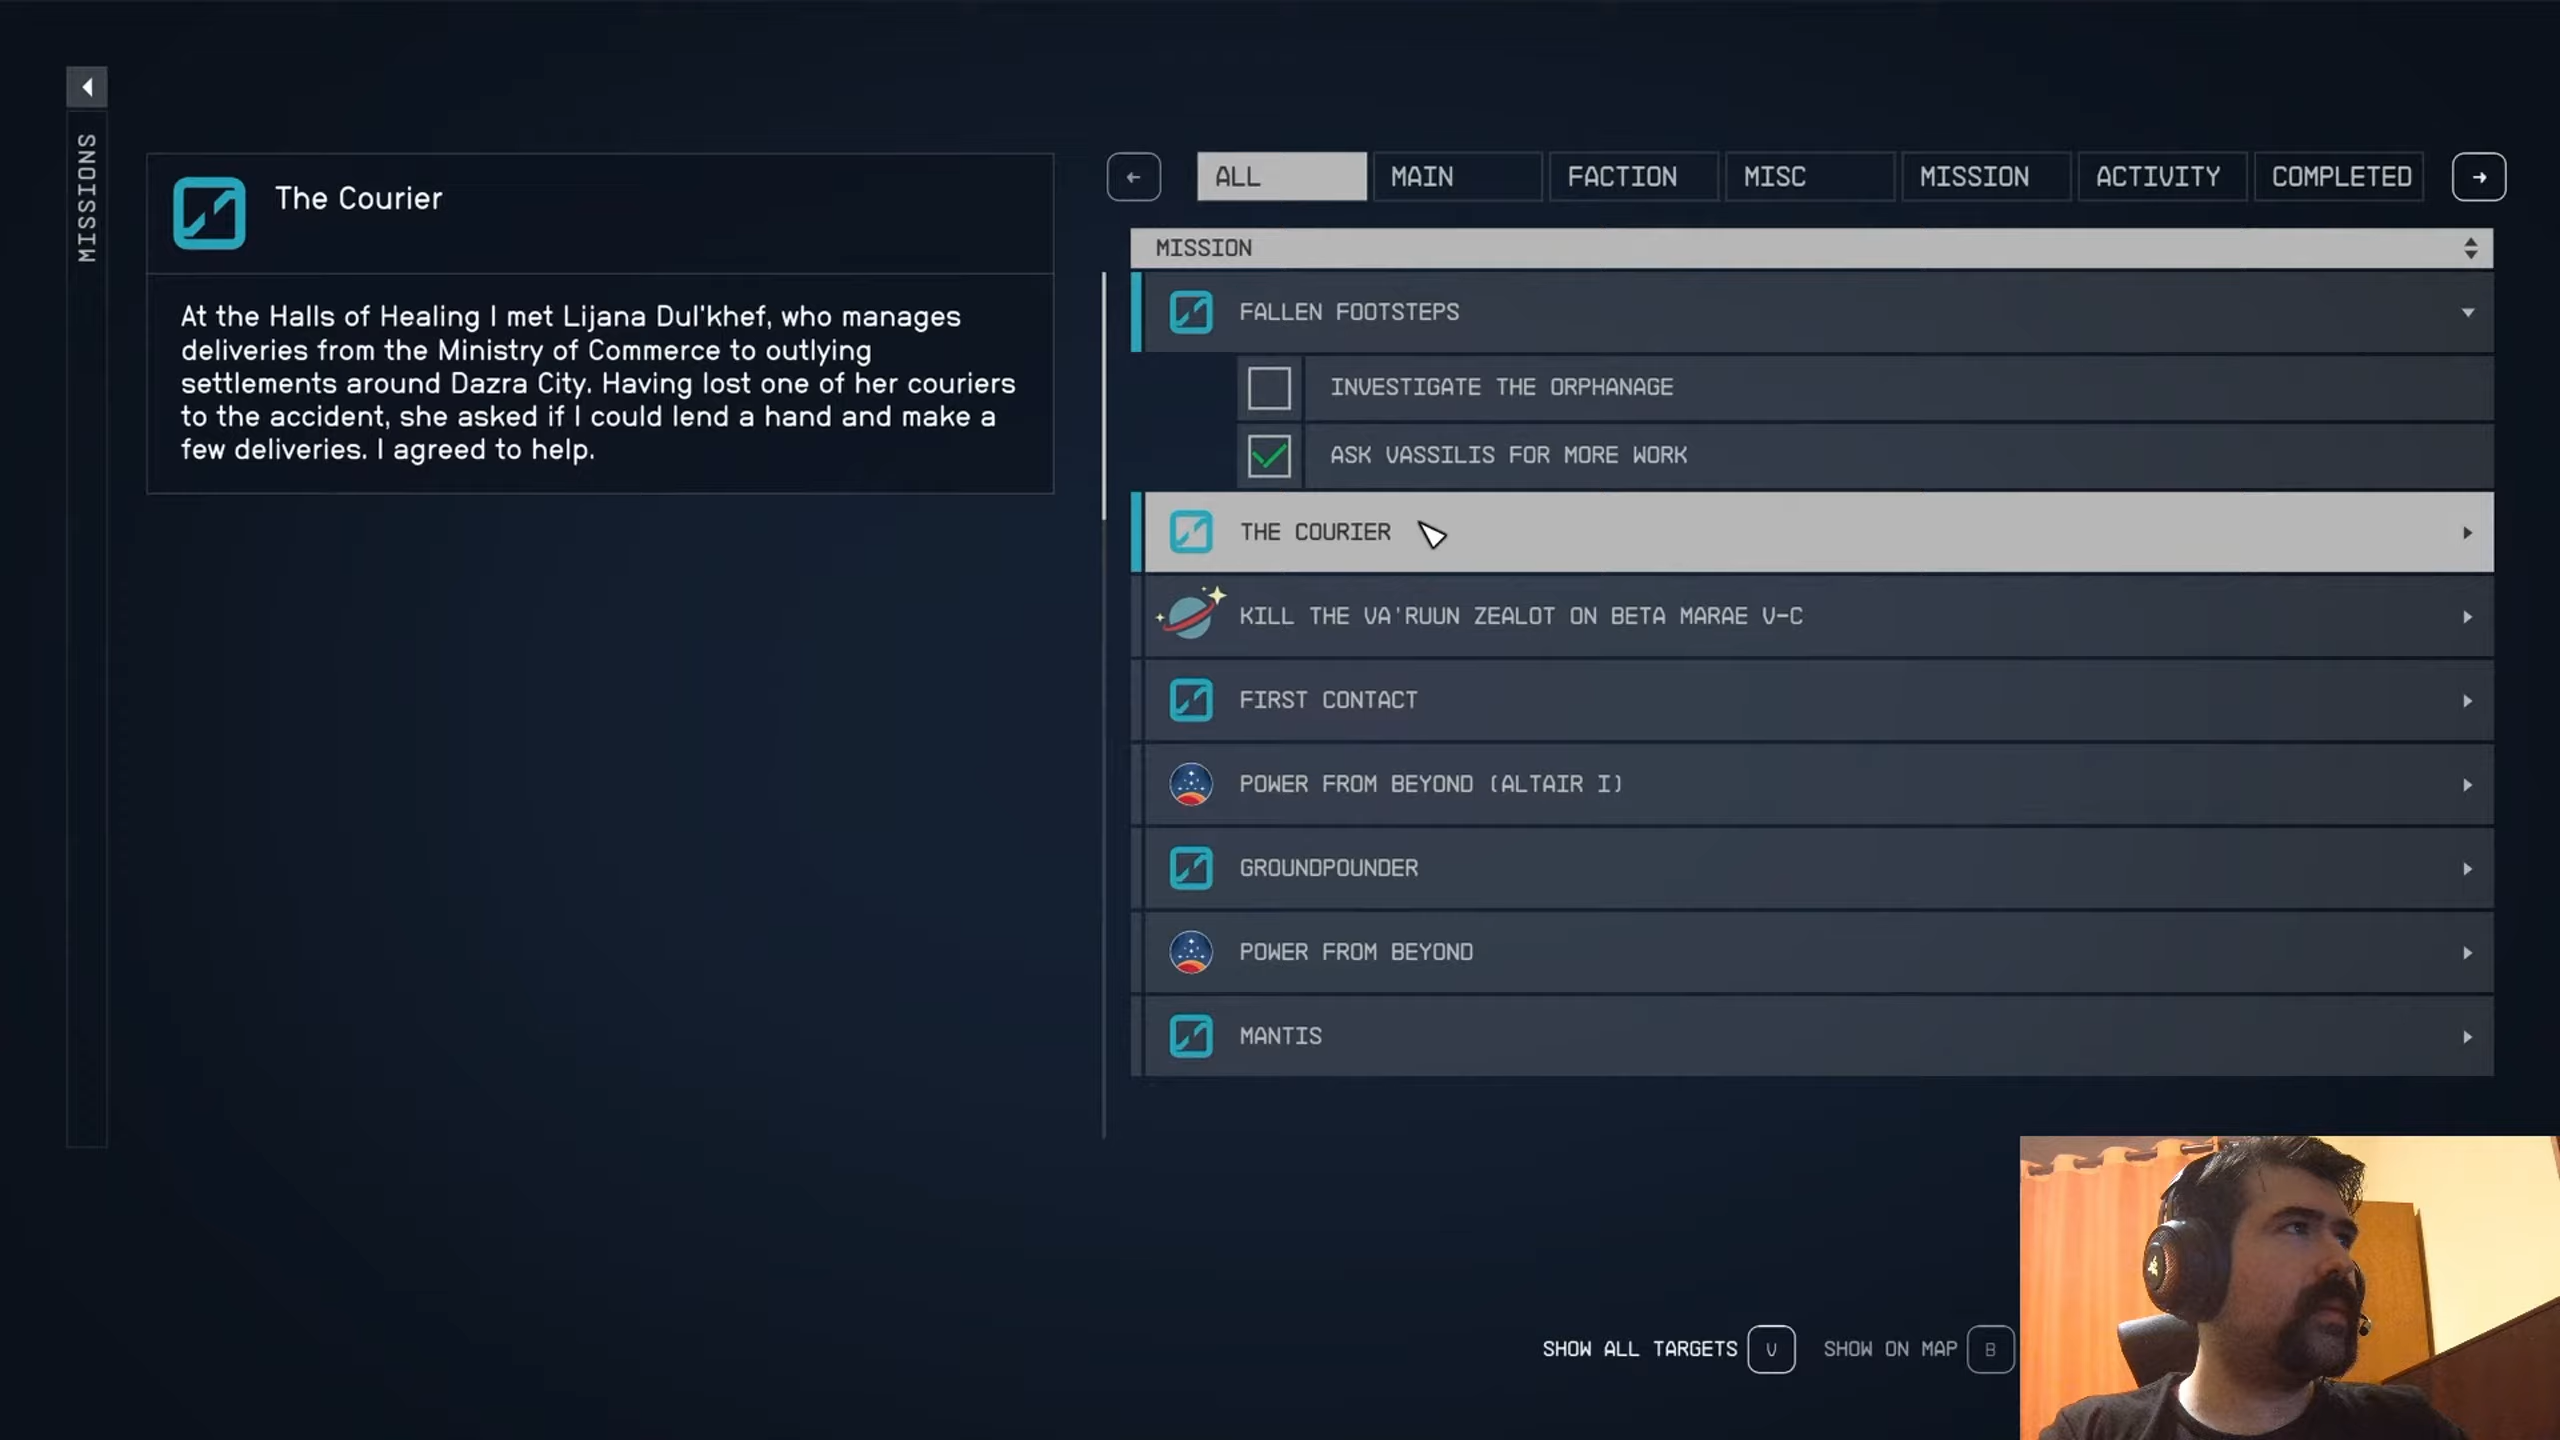 MISSIONS
The Courier
At the Halls of Healing I met Lijana Dul'khef, who manages
deliveries from the Ministry of Commerce to outlying
settlements around Dazra City. Having lost one of her couriers
to the accident, she asked if I could lend a hand and make a
few deliveries. I agreed to help.
ALL MAIN FACTION MISC MISSION ACTIVITY COMPLETED
MISSION
FALLEN FOOTSTEPS
INVESTIGATE THE ORPHANAGE
ASK VASSILIS FOR MORE WORK
THE COURIER
KILL THE VA'RUUN ZEALOT ON BETA MARAE V-C
FIRST CONTACT
POWER FROM BEYOND (ALTAIR I)
GROUNDPOUNDER
POWER FROM BEYOND
MANTIS
SHOW ALL TARGETS V SHOW ON MAP B